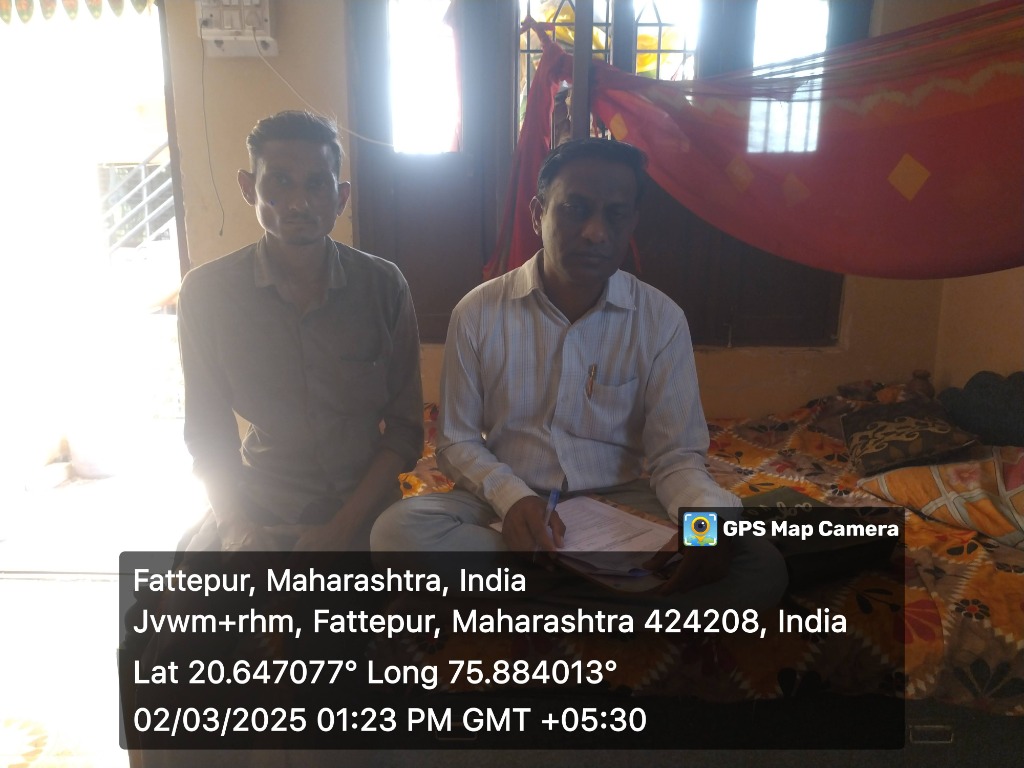 GPS Map Camera
Fattepur, Maharashtra, India
Jvwm+rhm, Fattepur, Maharashtra 424208, India
Lat 20.647077° Long 75.884013°
02/03/2025 01:23 PM GMT +05:30